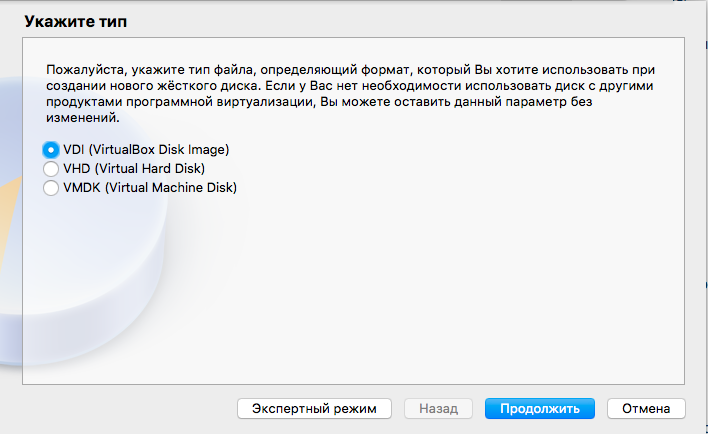 Укажите тип
Пожалуйста, укажите тип файла, определяющий формат, который Вы хотите использовать при
создании нового жёсткого диска. Если у Вас нет необходимости использовать диск с другими
продуктами программной виртуализации, Вы можете оставить данный параметр без
изменений.
VDI (VirtualBox Disk Image)
VHD (Virtual Hard Disk)
VMDK (Virtual Machine Disk)
Экспертный режим
Назад
Продолжить
Отмена